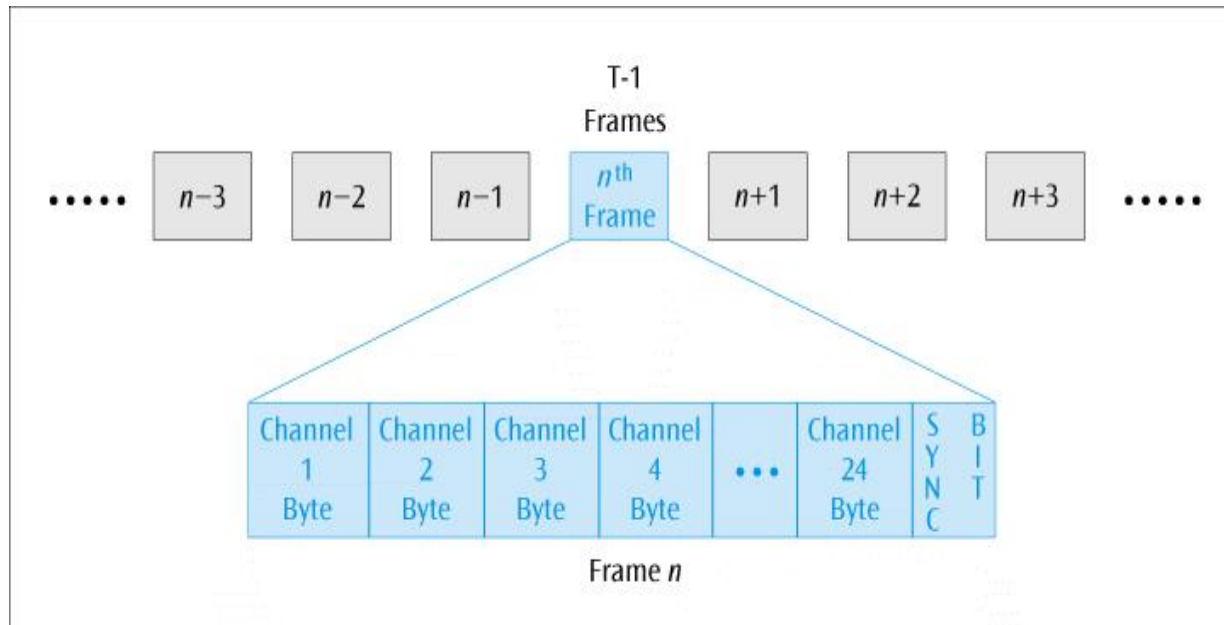 T-1
Frames
..... n−3 n−2 n−1 nth n+1 n+2 n+3 .....
Frame
Channel Channel Channel Channel Channel S B
1 2 3 4 ... 24 Y I
Byte Byte Byte Byte Byte N T
C
Frame n